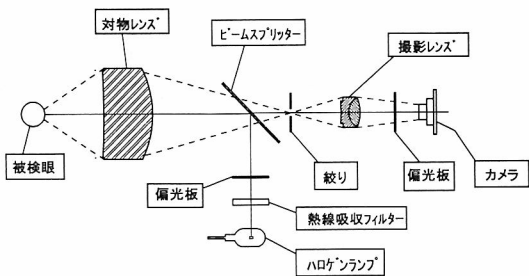 対物レンズ
ビームスプリッター
撮影レンズ
被検眼
絞り
偏光板
カメラ
偏光板
熱線吸収フィルター
ハロゲンランプ